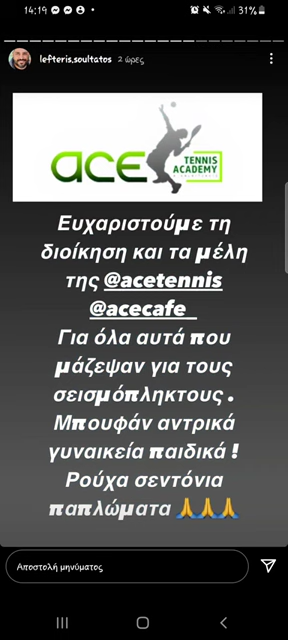 14:19
31%
lefteris.soultatos 2 ώρες
ace
TENNIS
ACADEMY
Ευχαριστούμε τη
διοίκηση και τα μέλη
της @acetennis
@acecafe_
Για όλα αυτά που
μάζεψαν για τους
σεισμόπληκτους .
Μπουφάν αντρικά
γυναικεία παιδικά !
Ρούχα σεντόνια
παπλώματα 🙏🙏🙏
Αποστολή μηνύματος